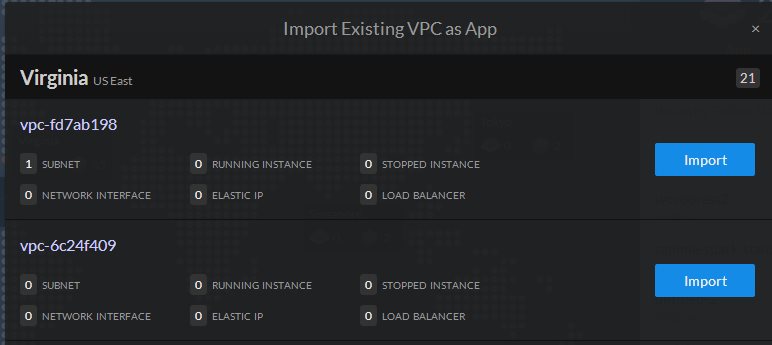 Import Existing VPC as App ×
Virginia US East 21
vpc-fd7ab198
Import
1 SUBNET 0 RUNNING INSTANCE 0 STOPPED INSTANCE
0 NETWORK INTERFACE 0 ELASTIC IP 0 LOAD BALANCER
vpc-6c24f409
Import
0 SUBNET 0 RUNNING INSTANCE 0 STOPPED INSTANCE
0 NETWORK INTERFACE 0 ELASTIC IP 0 LOAD BALANCER